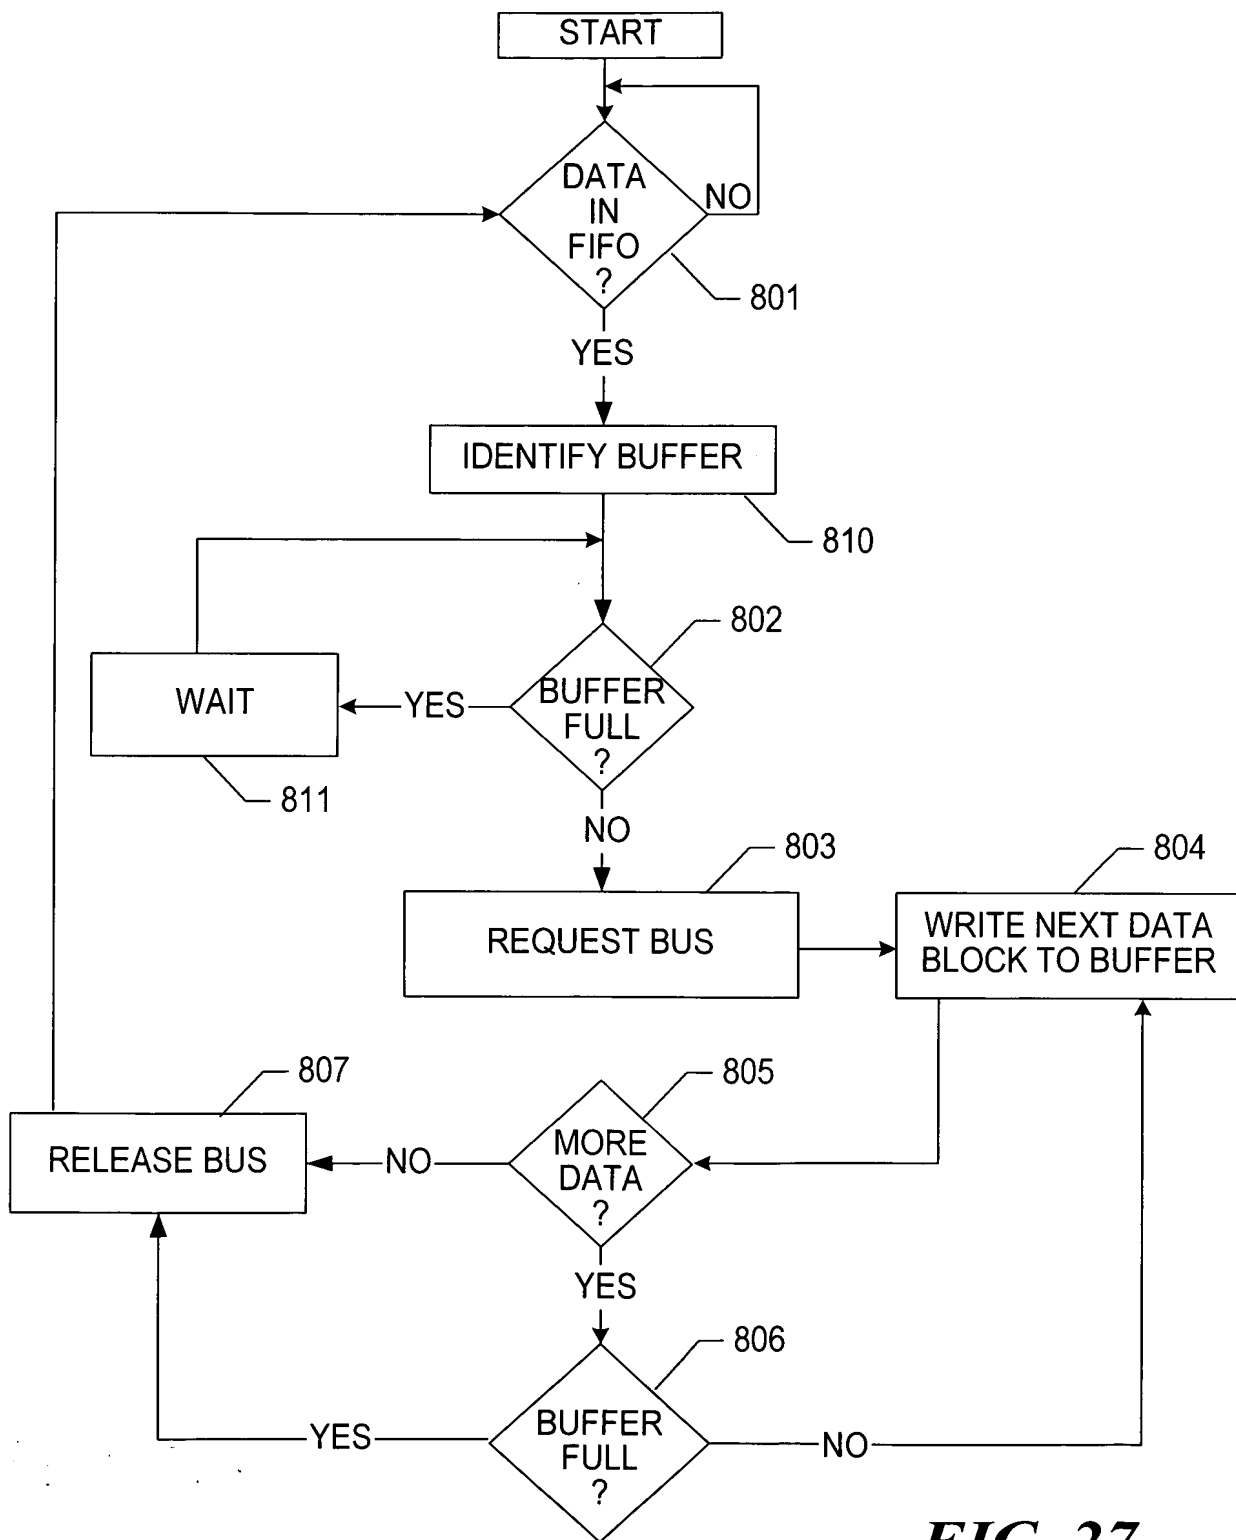 START
DATA
IN
FIFO
?
NO
801
YES
IDENTIFY BUFFER
810
802
BUFFER
FULL
?
YES
WAIT
811
NO
803
REQUEST BUS
804
WRITE NEXT DATA
BLOCK TO BUFFER
807
RELEASE BUS
805
MORE
DATA
?
NO
YES
806
BUFFER
FULL
?
YES
NO
FIG. 27